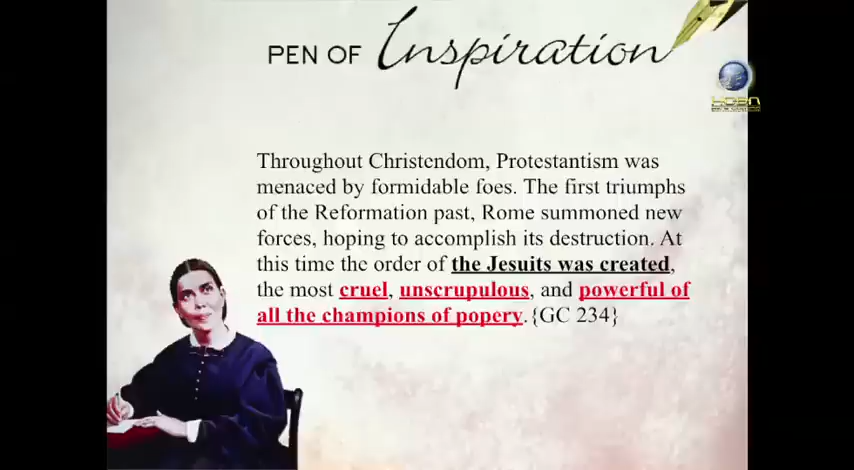 PEN OF Inspiration
Throughout Christendom, Protestantism was
menaced by formidable foes. The first triumphs
of the Reformation past, Rome summoned new
forces, hoping to accomplish its destruction. At
this time the order of the Jesuits was created,
the most cruel, unscrupulous, and powerful of
all the champions of popery.{GC 234}